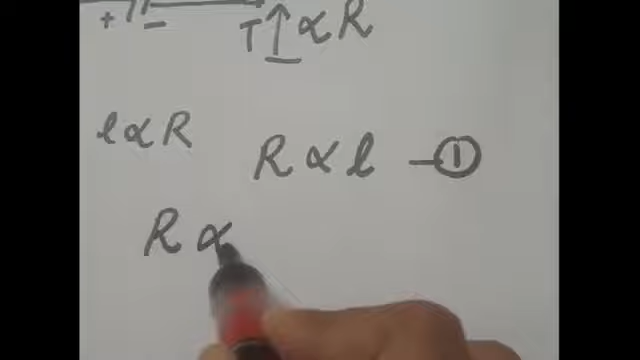 + −
T↑ ∝ R
l ∝ R
R ∝ l —①
R ∝